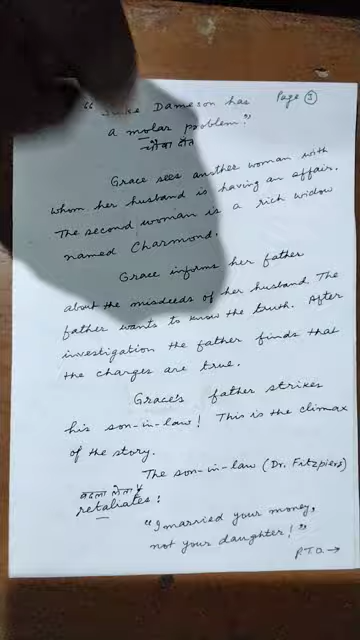 Page ①
Dameson has
a molar problem."
Grace sees another woman with
whom her husband is having an affair.
The second woman is a rich widow
named Charmond.
Grace informs her father
about the misdeeds of her husband. The
father wants to know the truth. After
investigation the father finds that
the charges are true.
Grace's father strikes
his son-in-law! This is the climax
of the story.
The son-in-law (Dr. Fitzpiers)
बदला लेना
retaliates:
"I married your money,
not your daughter!"
P.T.O. →